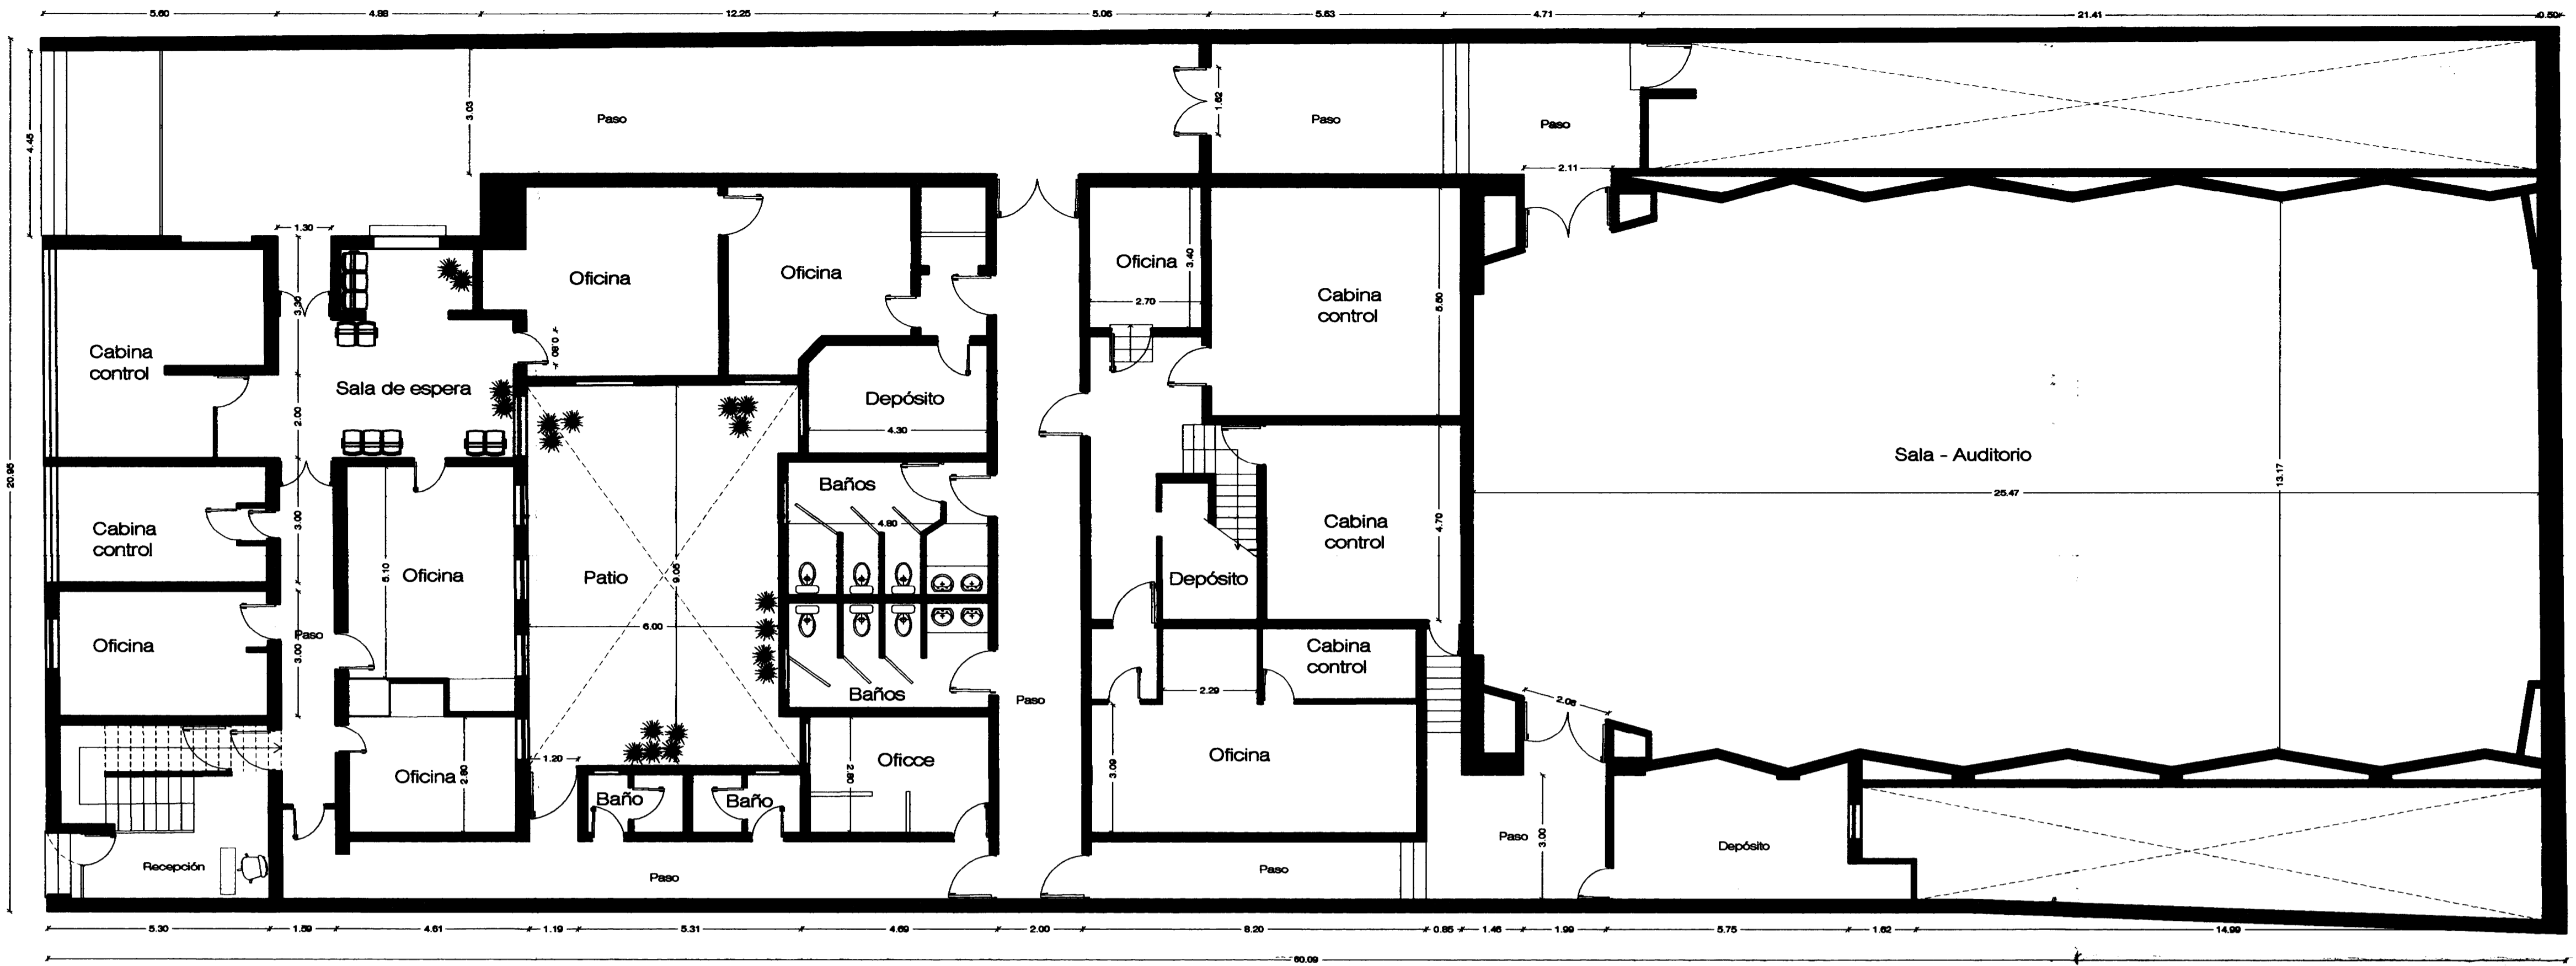 5.60 4.88 12.25 5.06 5.63 4.71 21.41 0.50
4.45
3.03
Paso
1.62
Paso
Paso
2.11
1.30
Oficina
Oficina
Oficina
3.40
2.70
Cabina
control
5.50
3.30
0.80
Cabina
control
Sala de espera
2.00
Depósito
4.30
Sala - Auditorio
13.17
25.47
20.95
Baños
4.80
Cabina
control
3.00
Oficina
5.10
Patio
9.05
6.00
Cabina
control
4.70
Depósito
Oficina
Paso
3.00
Baños
Paso
Cabina
control
2.29
2.08
Oficina
2.80
1.20
Baño
Baño
Oficce
2.80
3.09
Oficina
Recepción
Paso
Paso
Paso
3.00
Depósito
5.30 1.59 4.61 1.19 5.31 4.69 2.00 8.20 0.85 1.46 1.99 5.75 1.62 14.99
60.09